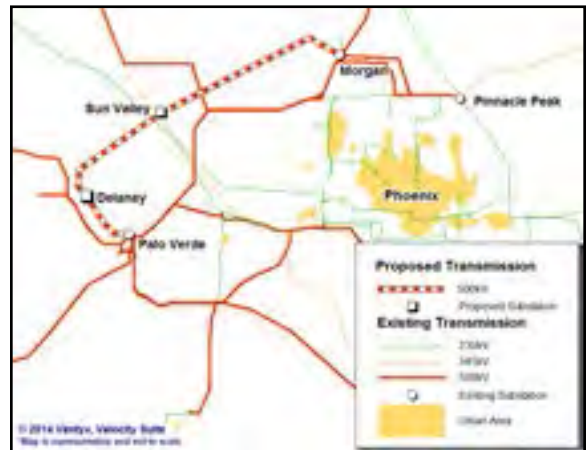 Morgan
Pinnacle Peak
Sun Valley
Phoenix
Delaney
Palo Verde
Proposed Transmission
500kV
Proposed Substation
Existing Transmission
230kV
345kV
500kV
Existing Substation
Urban Area
© 2014 Ventyx, Velocity Suite
*Map is representative and not to scale